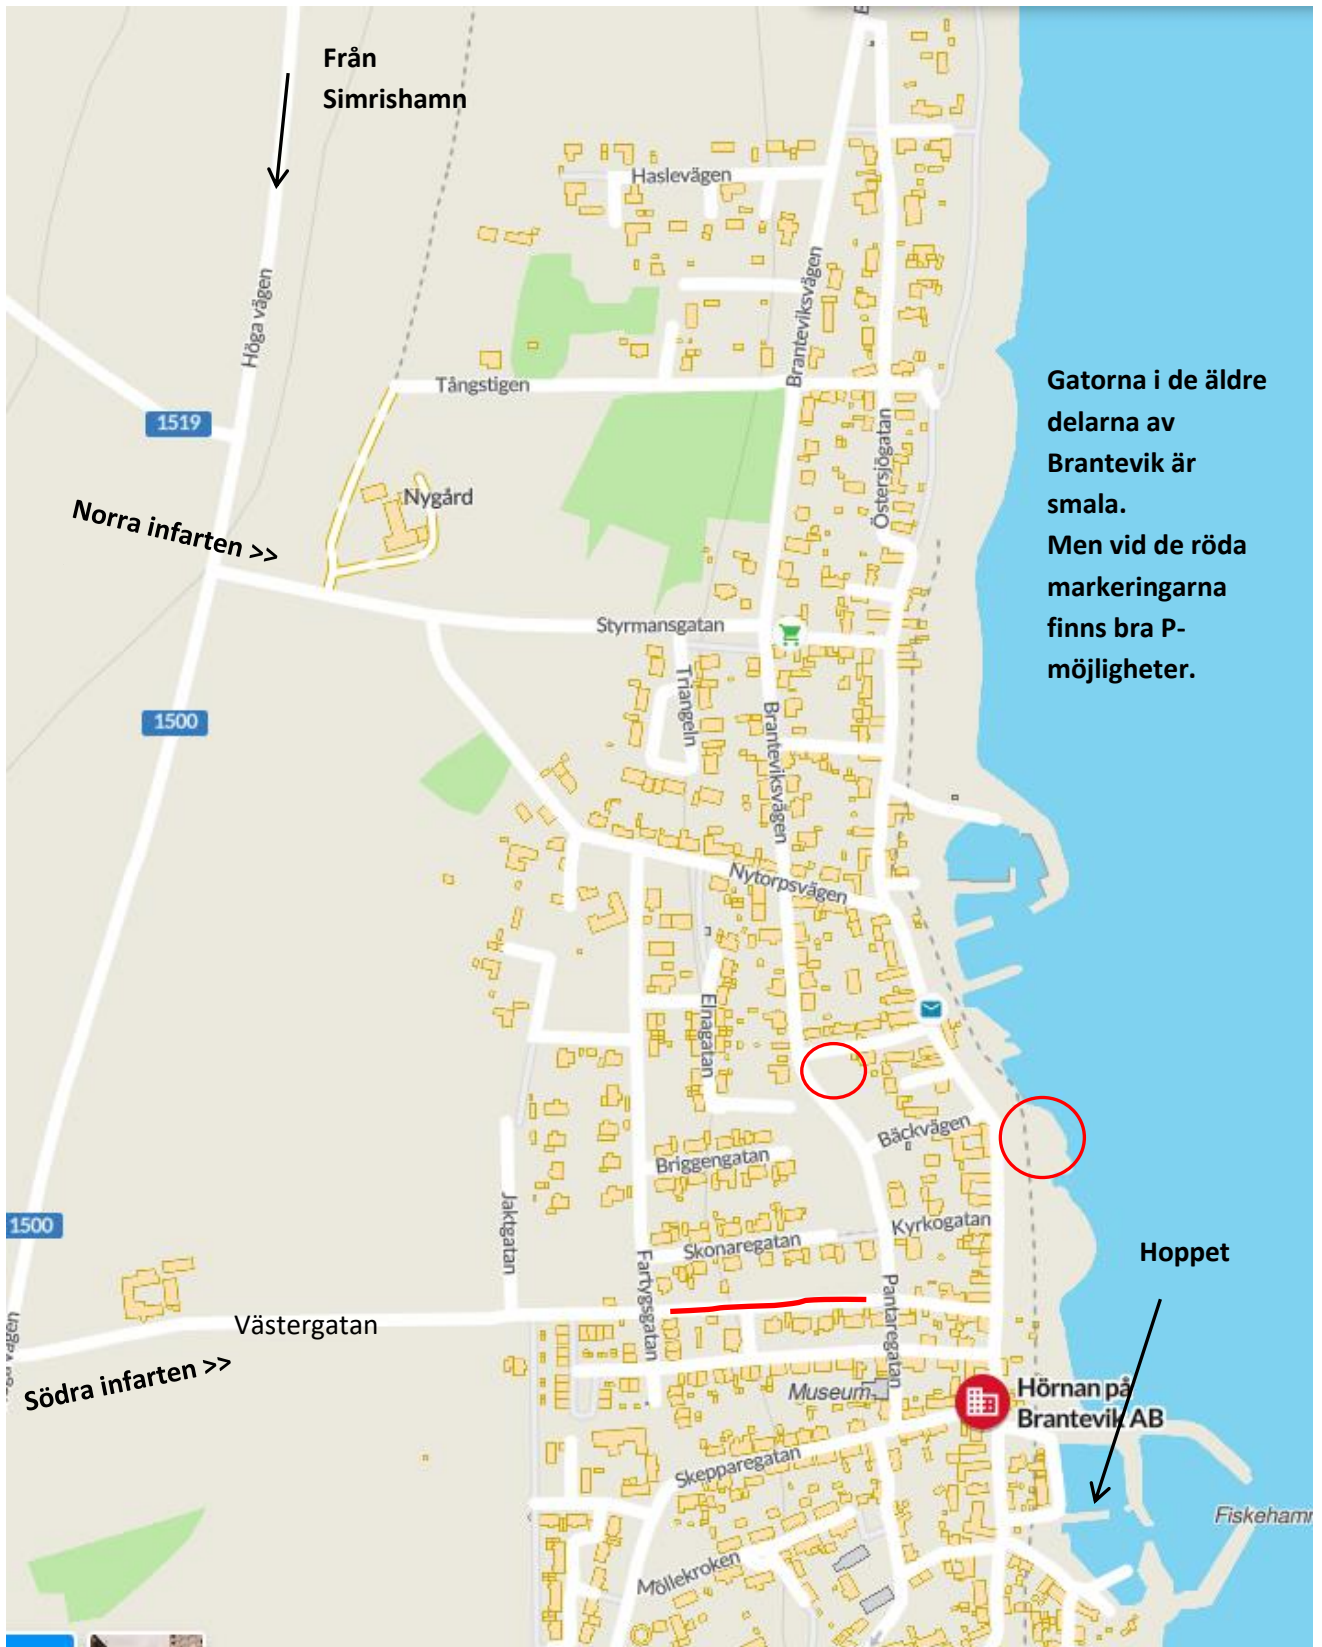 Från
Simrishamn
Haslevägen
Höga vägen
Branteviksvägen
Tångstigen
1519
Gatorna i de äldre
delarna av
Brantevik är
smala.
Men vid de röda
markeringarna
finns bra P-
möjligheter.
Östersjögatan
Nygård
Norra infarten >>
Styrmansgatan
Triangeln
1500
Branteviksvägen
Nytorpsvägen
Elnagatan
Bäckvägen
Briggengatan
Jaktgatan
1500
Kyrkogatan
Skonaregatan
Fartygsgatan
Hoppet
Pantaregatan
Västergatan
Södra infarten >>
Museum
Hörnan på
Brantevik AB
Skepparegatan
Fiskehamn
Möllekroken